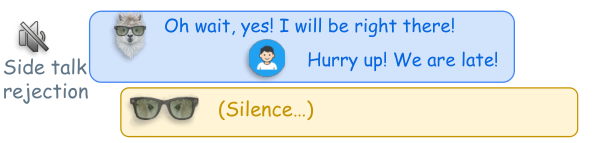 Oh wait, yes! I will be right there!
Hurry up! We are late!
Side talk
rejection
(Silence...)